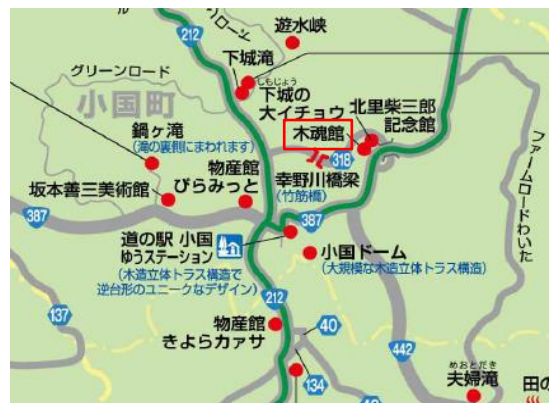 212
遊水峡
下城滝
グリーンロード
しもじょう
下城の
大イチョウ
小国町
北里柴三郎
記念館
木魂館
318
鍋ヶ滝
(滝の裏側にまわれます)
物産館
ぴらみっと
幸野川橋梁
(竹筋橋)
坂本善三美術館
387
387
ファームロードわいた
道の駅 小国
ゆうステーション
(木造立体トラス構造で
逆台形のユニークなデザイン)
小国ドーム
(大規模な木造立体トラス構造)
212
137
物産館
きよらカァサ
40
442
134
めおとだき
夫婦滝
田の